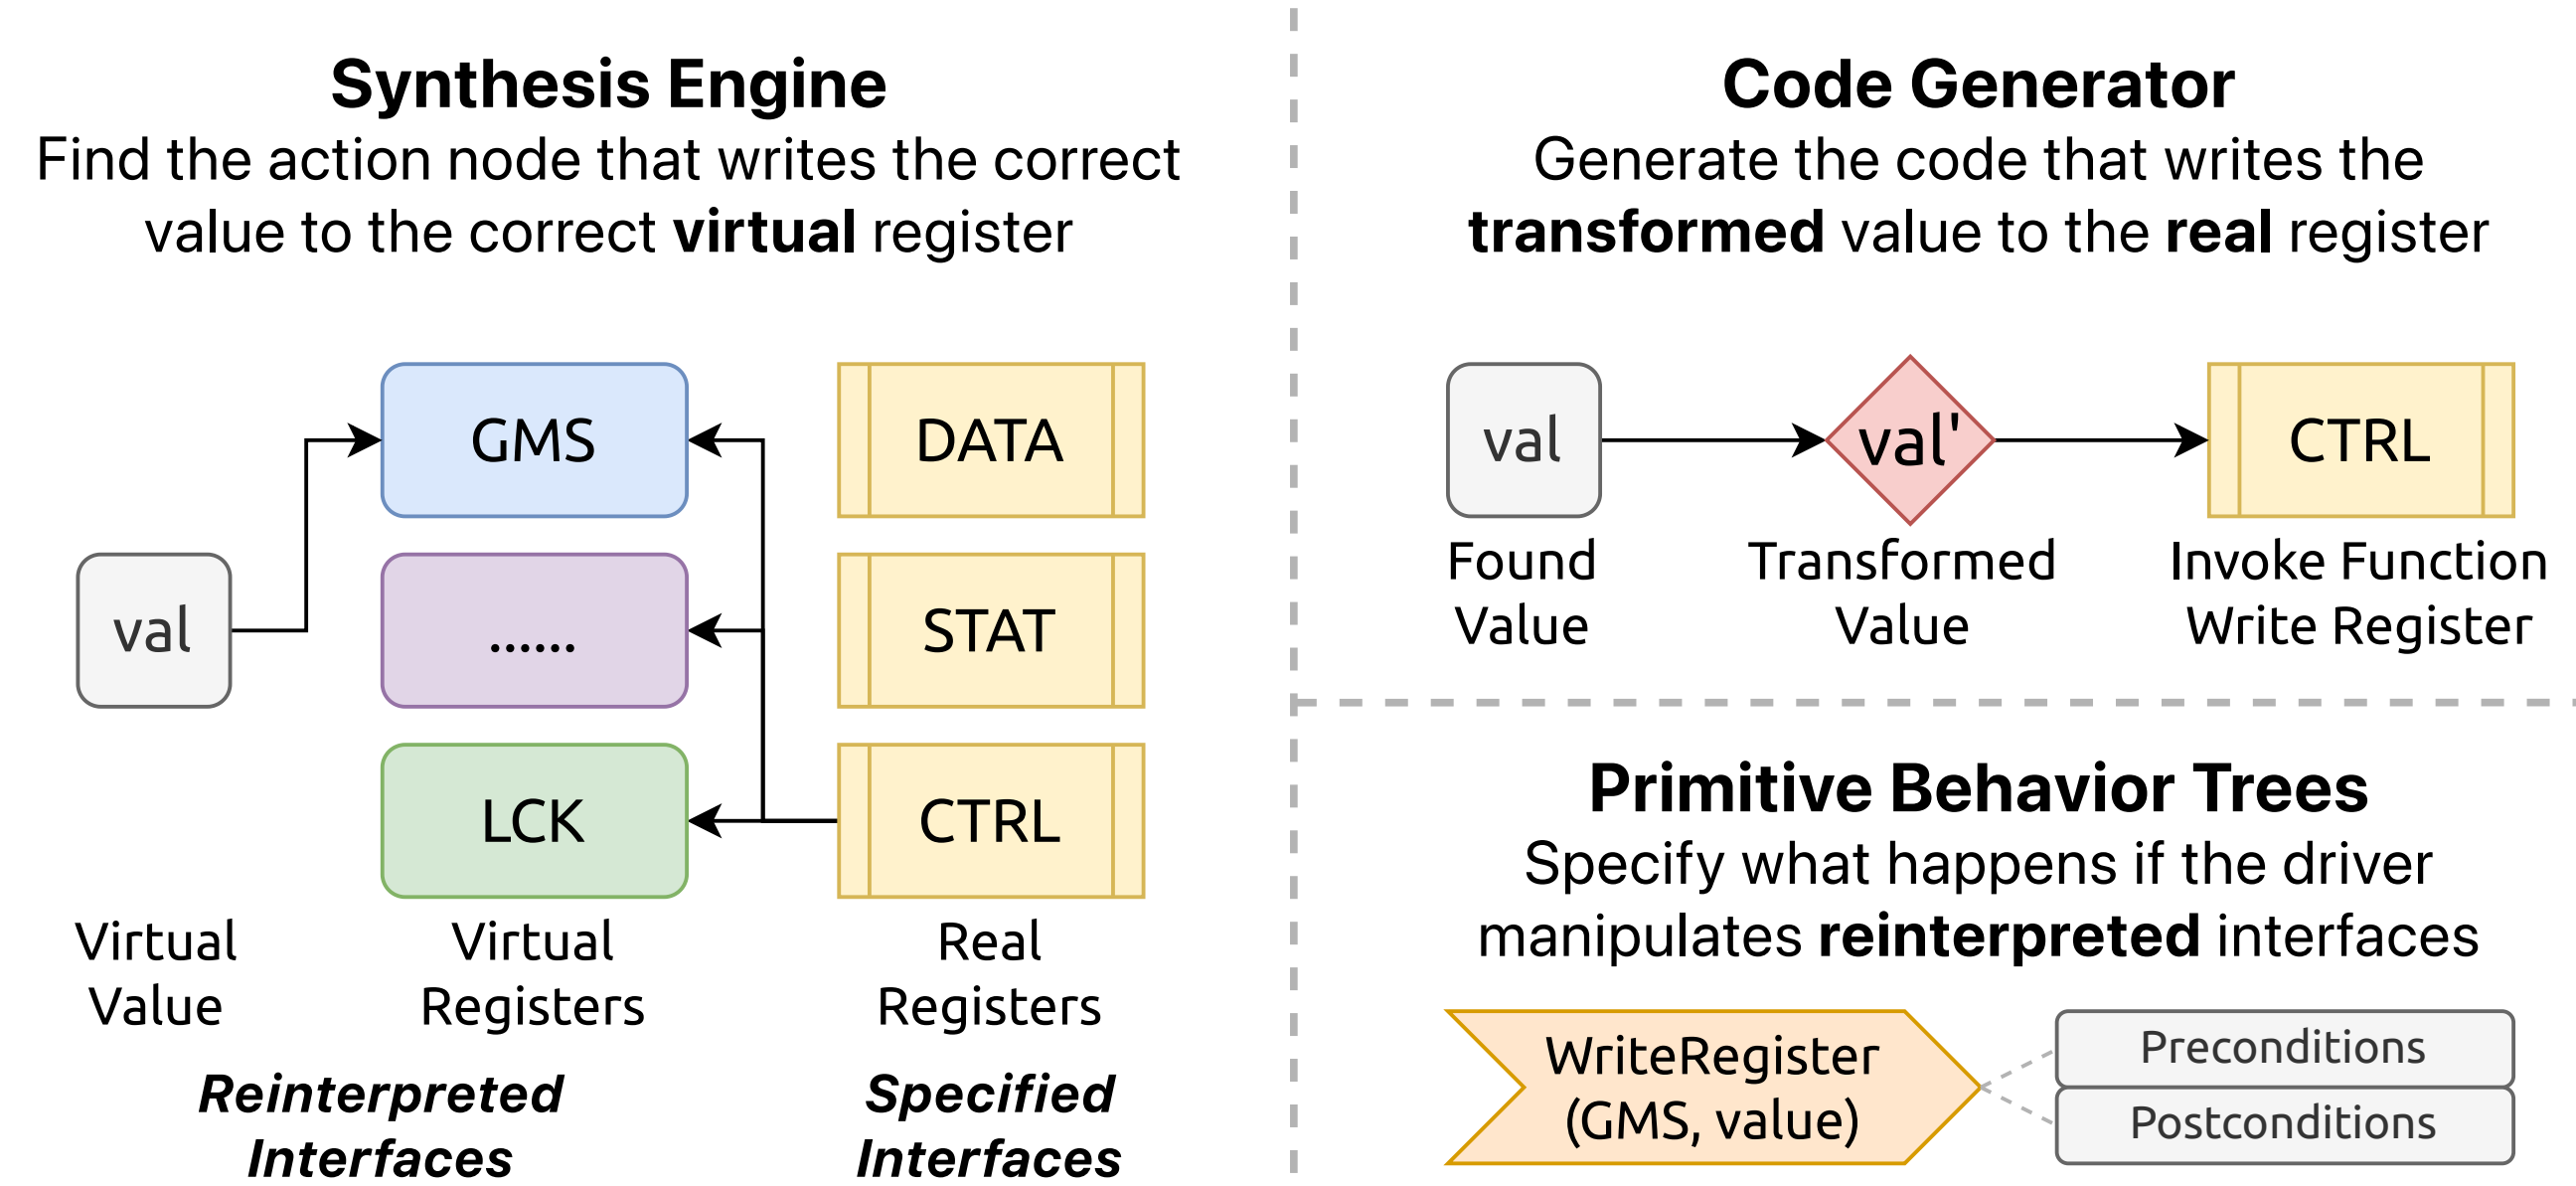 Synthesis Engine
Find the action node that writes the correct
value to the correct virtual register
val
GMS
......
LCK
DATA
STAT
CTRL
Virtual
Value
Virtual
Registers
Real
Registers
Reinterpreted
Interfaces
Specified
Interfaces
Code Generator
Generate the code that writes the
transformed value to the real register
val
val'
CTRL
Found
Value
Transformed
Value
Invoke Function
Write Register
Primitive Behavior Trees
Specify what happens if the driver
manipulates reinterpreted interfaces
WriteRegister
(GMS, value)
Preconditions
Postconditions